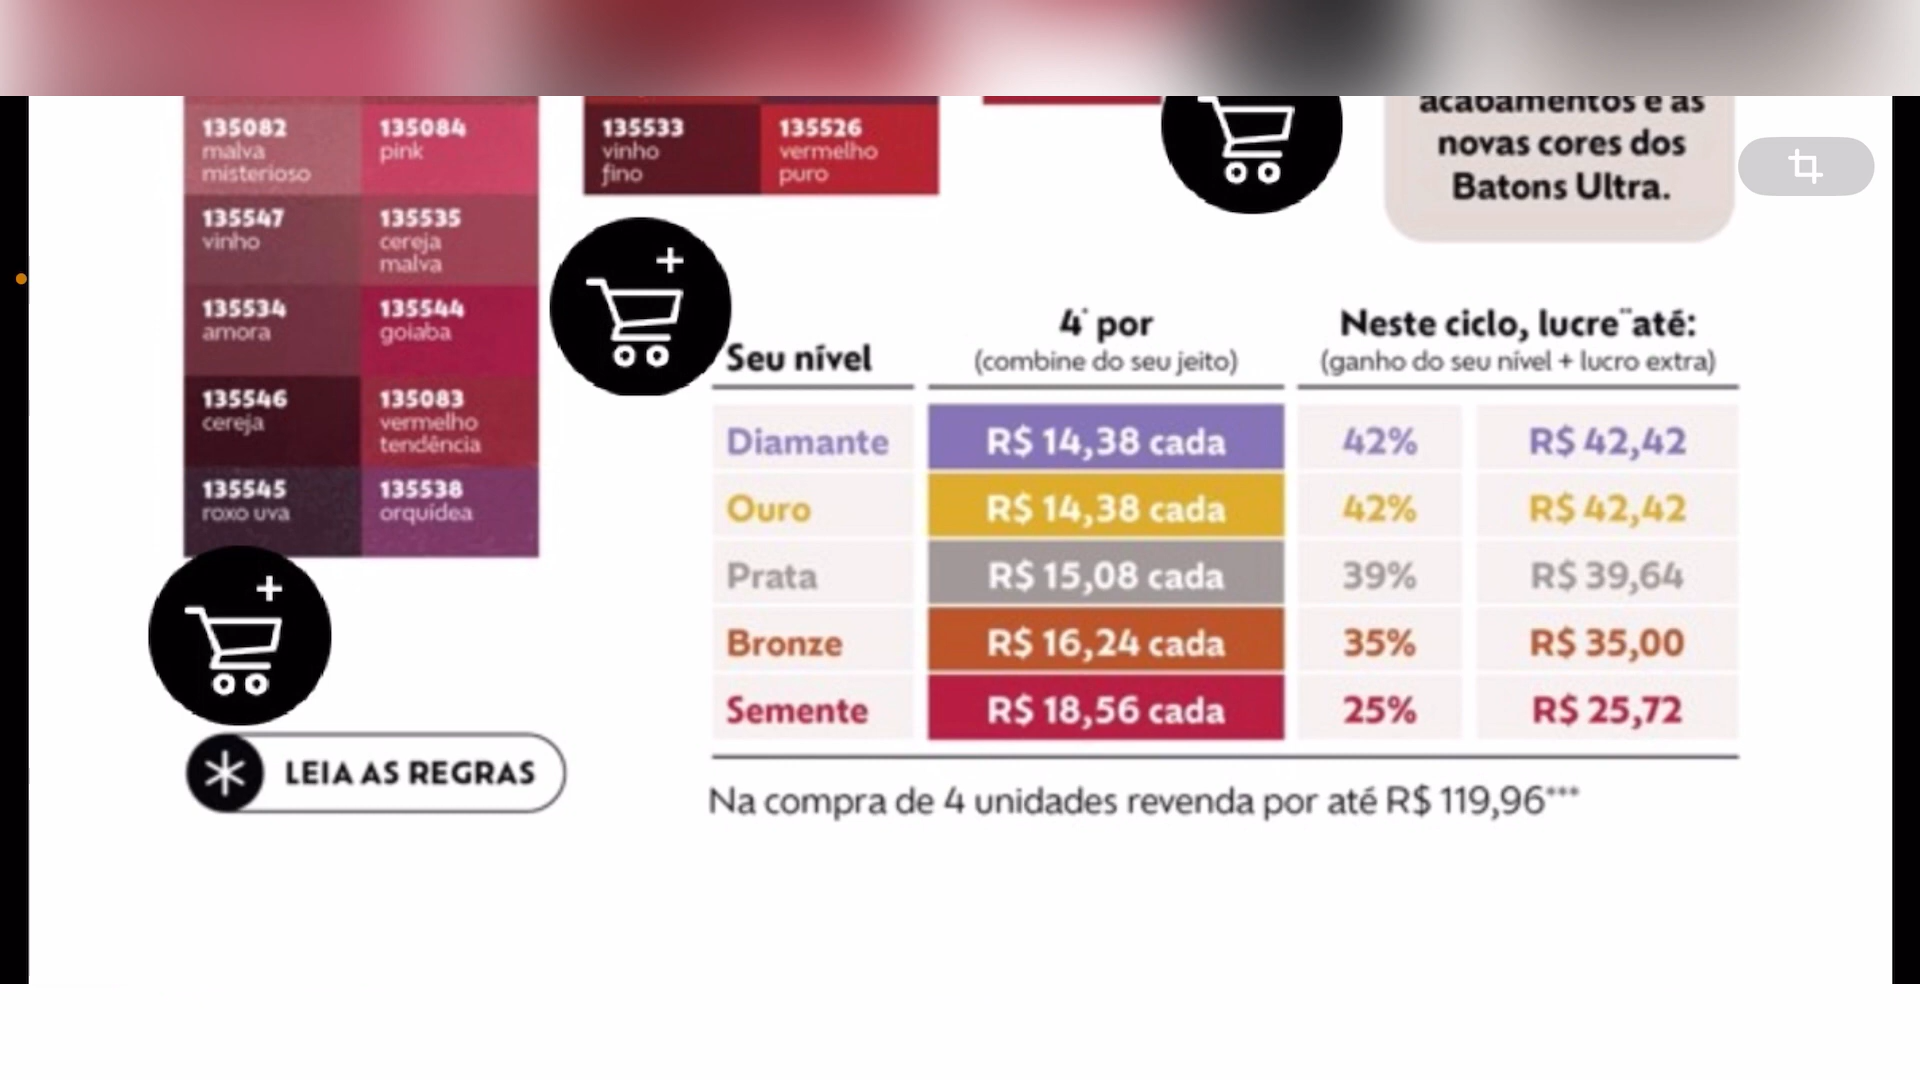 135082
malva
misterioso
135084
pink
135547
vinho
135535
cereja
malva
135534
amora
135544
goiaba
135546
cereja
135083
vermelho
tendência
135545
roxo uva
135538
orquídea
135533
vinho
fino
135526
vermelho
puro
acabamentos e as
novas cores dos
Batons Ultra.
Seu nível
4* por
(combine do seu jeito)
Neste ciclo, lucre**até:
(ganho do seu nível + lucro extra)
Diamante R$ 14,38 cada 42% R$ 42,42
Ouro R$ 14,38 cada 42% R$ 42,42
Prata R$ 15,08 cada 39% R$ 39,64
Bronze R$ 16,24 cada 35% R$ 35,00
Semente R$ 18,56 cada 25% R$ 25,72
Na compra de 4 unidades revenda por até R$ 119,96***
* LEIA AS REGRAS